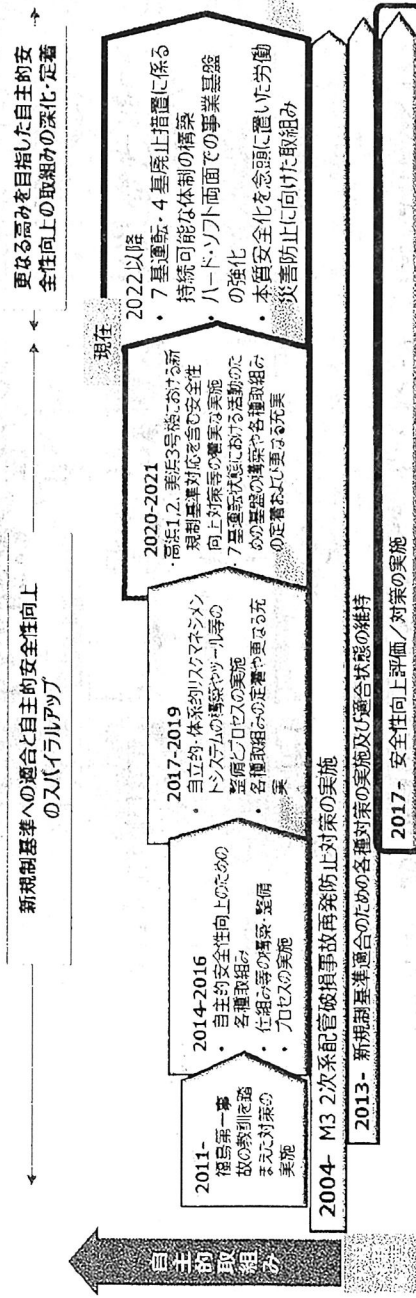 新規制基準への適合と自主的安全性向上
のスパイラルアップ
更なる高みを目指した自主的安
全性向上の取組みの深化・定着
現在
自主的取組み
2011-
福島第一事
故の教訓を踏
まえた対策の
実施
2014-2016
・ 自主的安全性向上のための
各種取組み
・ 仕組み等の構築・整備
・ プロセスの実施
2017-2019
・ 自立的・体系的リスクマネジメン
トシステムの構築やツール等の
整備とプロセスの実施
・ 各種取組みの定着や更なる充
実
2020-2021
・高浜1,2、美浜3号機における新
規制基準対応を含む安全性
向上対策等の着実な実施
7基運転状態における活動のた
めの基盤の構築や各種取組み
の定着および更なる充実
2022以降
・ 7基運転・4基廃止措置に係る
持続可能な体制の構築
・ ハード・ソフト両面での事業基盤
の強化
・ 本質安全化を念頭に置いた労働
災害防止に向けた取組み
2004- M3 2次系配管破損事故再発防止対策の実施
2013- 新規制基準適合のための各種対策の実施及び適合状態の維持
2017- 安全性向上評価/対策の実施